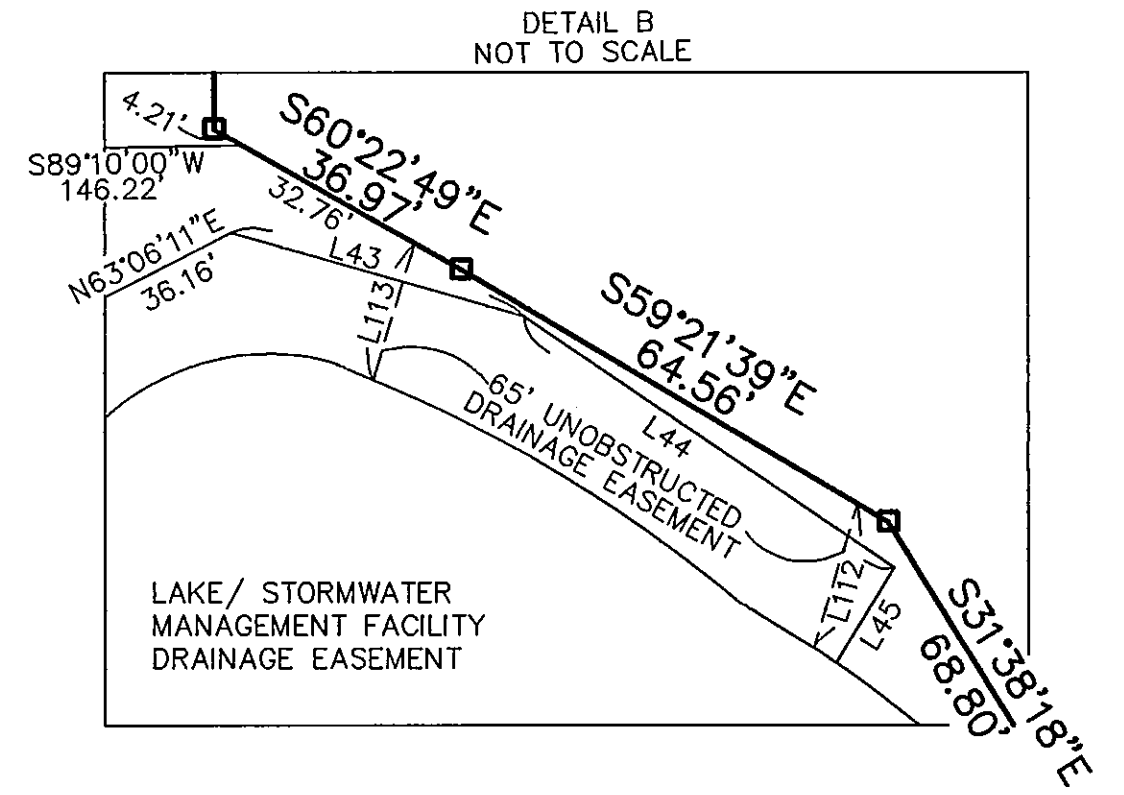 DETAIL B
NOT TO SCALE
4.21'
S60°22'49"E
36.97'
32.76'
S89°10'00"W
146.22'
N63°06'11"E
36.16'
L43
L113
S59°21'39"E
64.56'
L44
65' UNOBSTRUCTED
DRAINAGE EASEMENT
L112
L45
S31°38'18"E
68.80'
LAKE/ STORMWATER
MANAGEMENT FACILITY
DRAINAGE EASEMENT